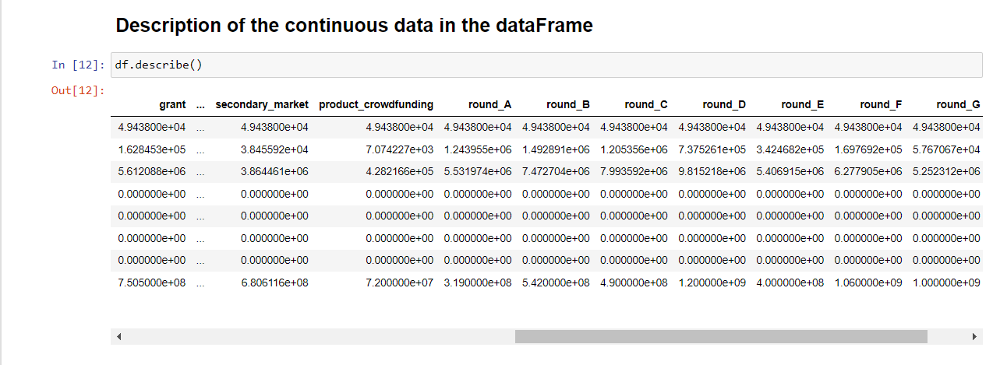 Description of the continuous data in the dataFrame
In [12]: df.describe()
Out[12]:
grant ... secondary_market product_crowdfunding round_A round_B round_C round_D round_E round_F round_G
4.943800e+04 ... 4.943800e+04 4.943800e+04 4.943800e+04 4.943800e+04 4.943800e+04 4.943800e+04 4.943800e+04 4.943800e+04 4.943800e+04
1.628453e+05 ... 3.845592e+04 7.074227e+03 1.243955e+06 1.492891e+06 1.205356e+06 7.375261e+05 3.424682e+05 1.697692e+05 5.767067e+04
5.612088e+06 ... 3.864461e+06 4.282166e+05 5.531974e+06 7.472704e+06 7.993592e+06 9.815218e+06 5.406915e+06 6.277905e+06 5.252312e+06
0.000000e+00 ... 0.000000e+00 0.000000e+00 0.000000e+00 0.000000e+00 0.000000e+00 0.000000e+00 0.000000e+00 0.000000e+00 0.000000e+00
0.000000e+00 ... 0.000000e+00 0.000000e+00 0.000000e+00 0.000000e+00 0.000000e+00 0.000000e+00 0.000000e+00 0.000000e+00 0.000000e+00
0.000000e+00 ... 0.000000e+00 0.000000e+00 0.000000e+00 0.000000e+00 0.000000e+00 0.000000e+00 0.000000e+00 0.000000e+00 0.000000e+00
0.000000e+00 ... 0.000000e+00 0.000000e+00 0.000000e+00 0.000000e+00 0.000000e+00 0.000000e+00 0.000000e+00 0.000000e+00 0.000000e+00
7.505000e+08 ... 6.806116e+08 7.200000e+07 3.190000e+08 5.420000e+08 4.900000e+08 1.200000e+09 4.000000e+08 1.060000e+09 1.000000e+09